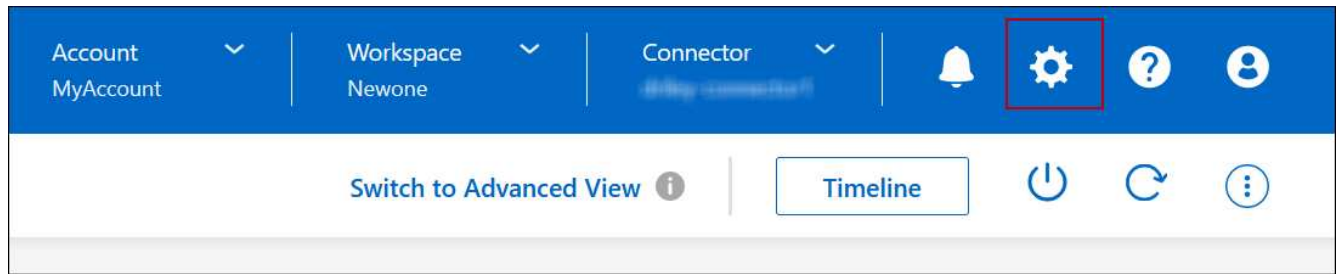 Account
MyAccount
Workspace
Newone
Connector
Switch to Advanced View
Timeline